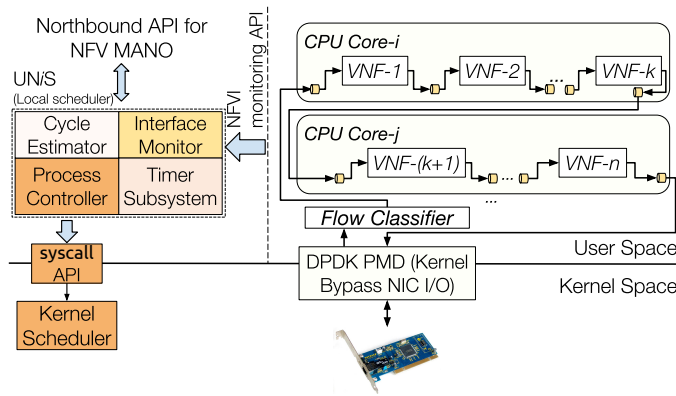 Northbound API for
NFV MANO
UNiS
(Local scheduler)
Cycle
Estimator
Interface
Monitor
Process
Controller
Timer
Subsystem
NFVI
monitoring API
syscall
API
Kernel
Scheduler
CPU Core-i
VNF-1
VNF-2
...
VNF-k
CPU Core-j
VNF-(k+1)
...
VNF-n
...
Flow Classifier
DPDK PMD (Kernel
Bypass NIC I/O)
User Space
Kernel Space